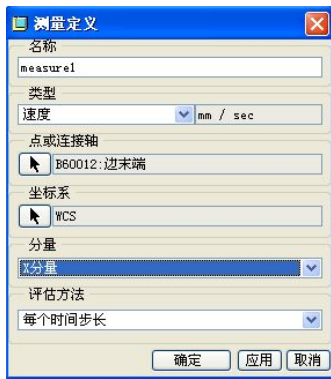 测量定义
名称
measure1
类型
速度 mm / sec
点或连接轴
B60012:边末端
坐标系
WCS
分量
X分量
评估方法
每个时间步长
确定 应用 取消